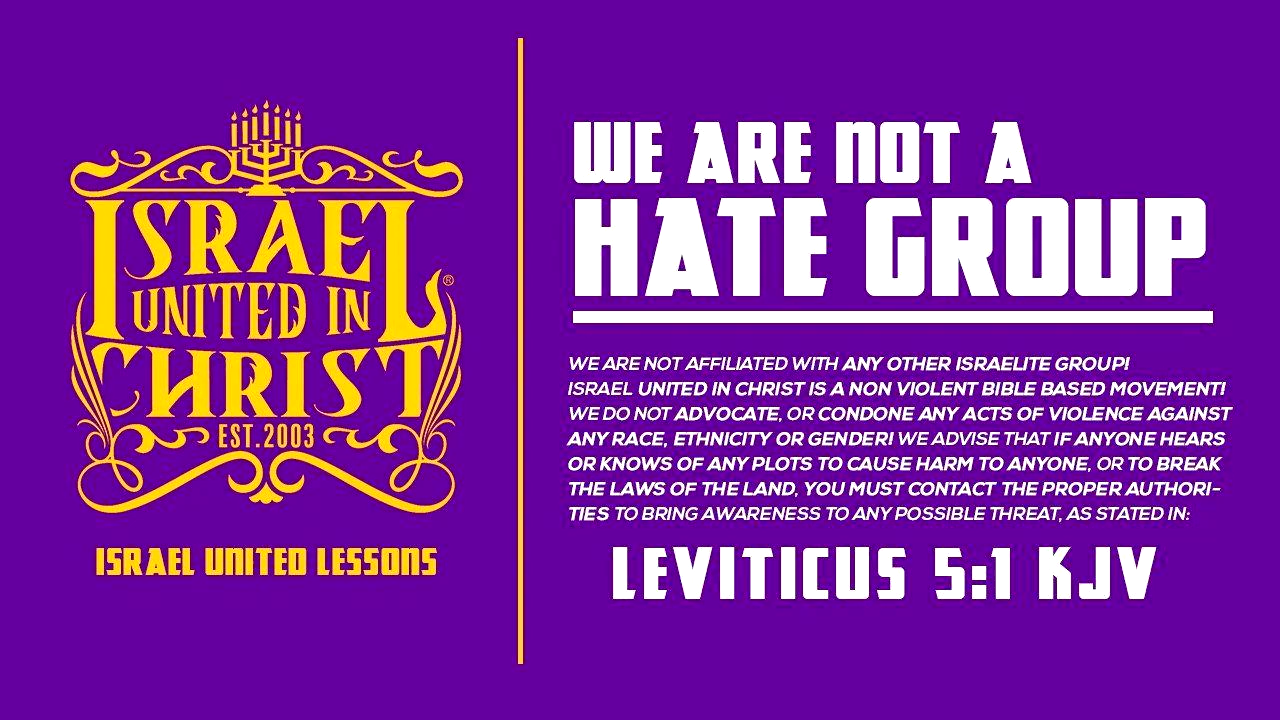 ISRAEL
UNITED IN
CHRIST
®
EST.2003
ISRAEL UNITED LESSONS
WE ARE NOT A
HATE GROUP
WE ARE NOT AFFILIATED WITH ANY OTHER ISRAELITE GROUP!
ISRAEL UNITED IN CHRIST IS A NON VIOLENT BIBLE BASED MOVEMENT!
WE DO NOT ADVOCATE, OR CONDONE ANY ACTS OF VIOLENCE AGAINST
ANY RACE, ETHNICITY OR GENDER! WE ADVISE THAT IF ANYONE HEARS
OR KNOWS OF ANY PLOTS TO CAUSE HARM TO ANYONE, OR TO BREAK
THE LAWS OF THE LAND, YOU MUST CONTACT THE PROPER AUTHORI-
TIES TO BRING AWARENESS TO ANY POSSIBLE THREAT, AS STATED IN:
LEVITICUS 5:1 KJV